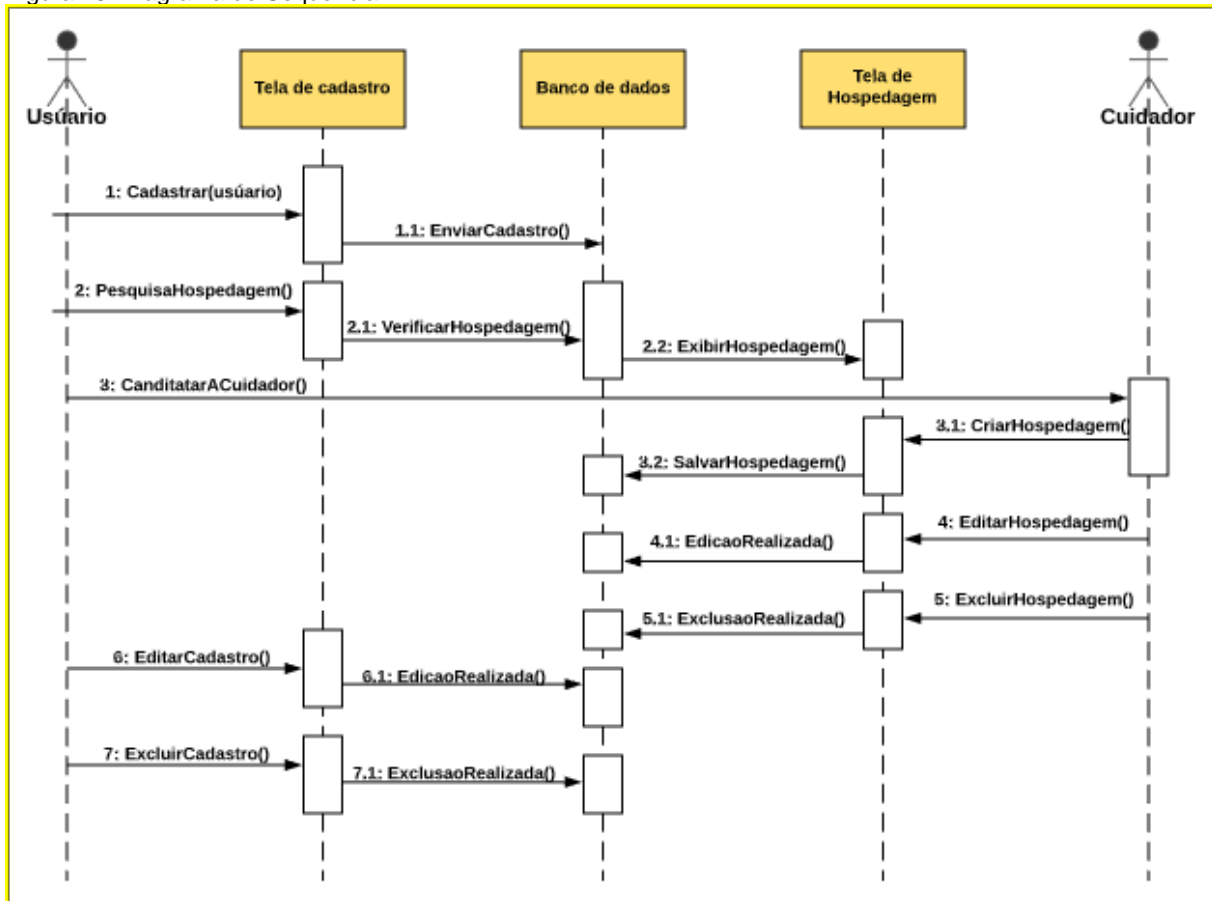 Usúario
Tela de cadastro
Banco de dados
Tela de
Hospedagem
Cuidador
1: Cadastrar(usúario)
1.1: EnviarCadastro()
2: PesquisaHospedagem()
2.1: VerificarHospedagem()
2.2: ExibirHospedagem()
3: CanditatarACuidador()
3.1: CriarHospedagem()
3.2: SalvarHospedagem()
4: EditarHospedagem()
4.1: EdicaoRealizada()
5: ExcluirHospedagem()
5.1: ExclusaoRealizada()
6: EditarCadastro()
6.1: EdicaoRealizada()
7: ExcluirCadastro()
7.1: ExclusaoRealizada()